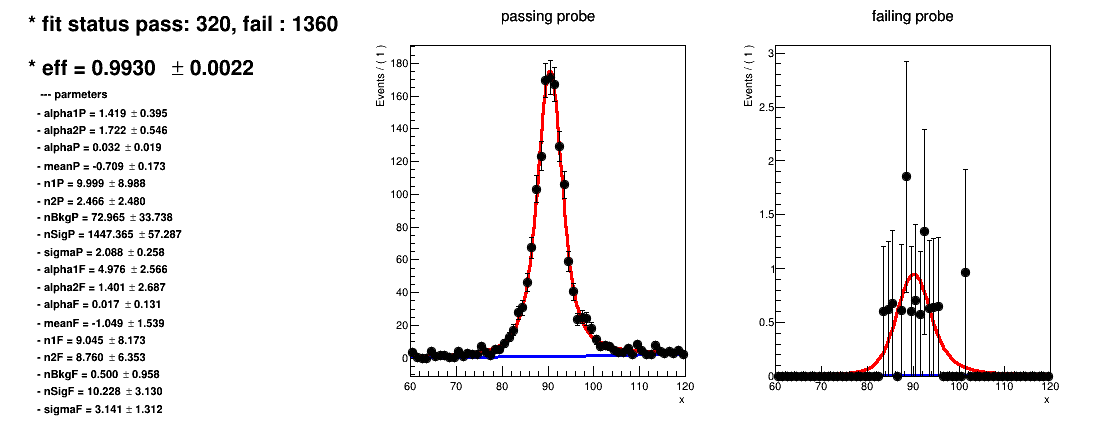 * fit status pass: 320, fail : 1360
* eff = 0.9930 ± 0.0022
--- parmeters
- alpha1P = 1.419 ± 0.395
- alpha2P = 1.722 ± 0.546
- alphaP = 0.032 ± 0.019
- meanP = -0.709 ± 0.173
- n1P = 9.999 ± 8.988
- n2P = 2.466 ± 2.480
- nBkgP = 72.965 ± 33.738
- nSigP = 1447.365 ± 57.287
- sigmaP = 2.088 ± 0.258
- alpha1F = 4.976 ± 2.566
- alpha2F = 1.401 ± 2.687
- alphaF = 0.017 ± 0.131
- meanF = -1.049 ± 1.539
- n1F = 9.045 ± 8.173
- n2F = 8.760 ± 6.353
- nBkgF = 0.500 ± 0.958
- nSigF = 10.228 ± 3.130
- sigmaF = 3.141 ± 1.312
passing probe
Events / ( 1 )
180
160
140
120
100
80
60
40
20
0
60 70 80 90 100 110 120
x
failing probe
Events / ( 1 )
3
2.5
2
1.5
1
0.5
0
60 70 80 90 100 110 120
x